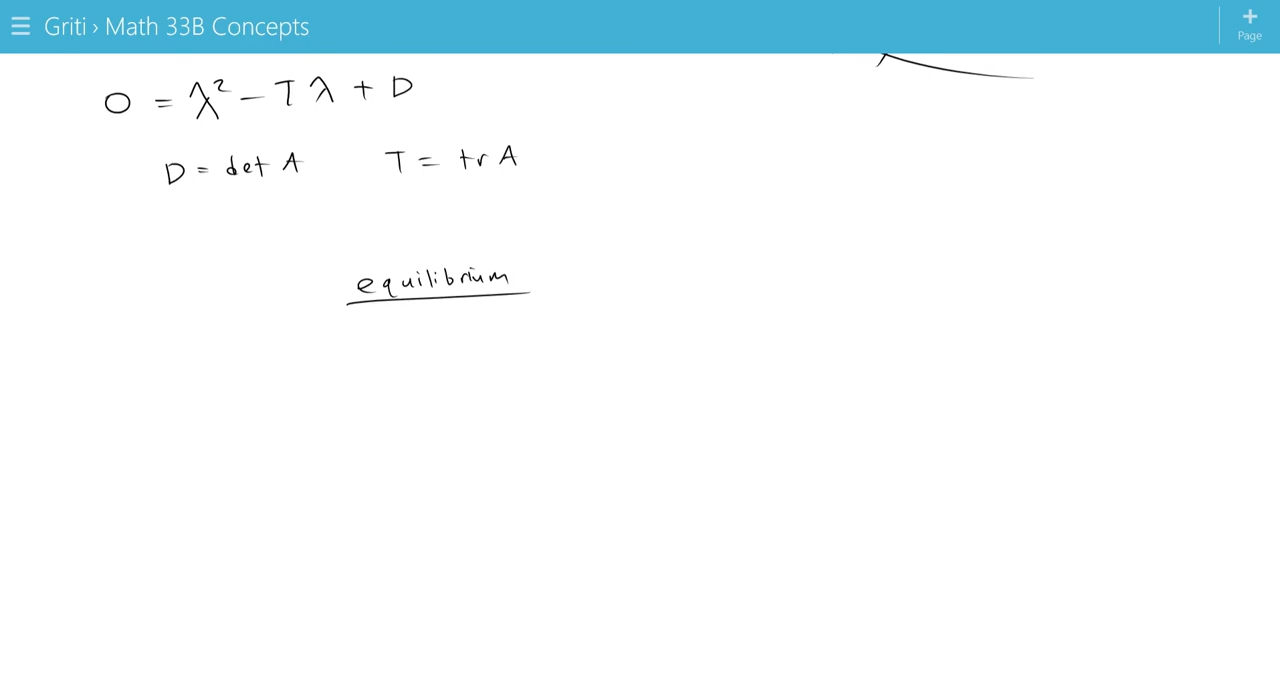 Griti › Math 33B Concepts
Page
0 = λ² - Tλ + D
D = det A T = tr A
equilibrium